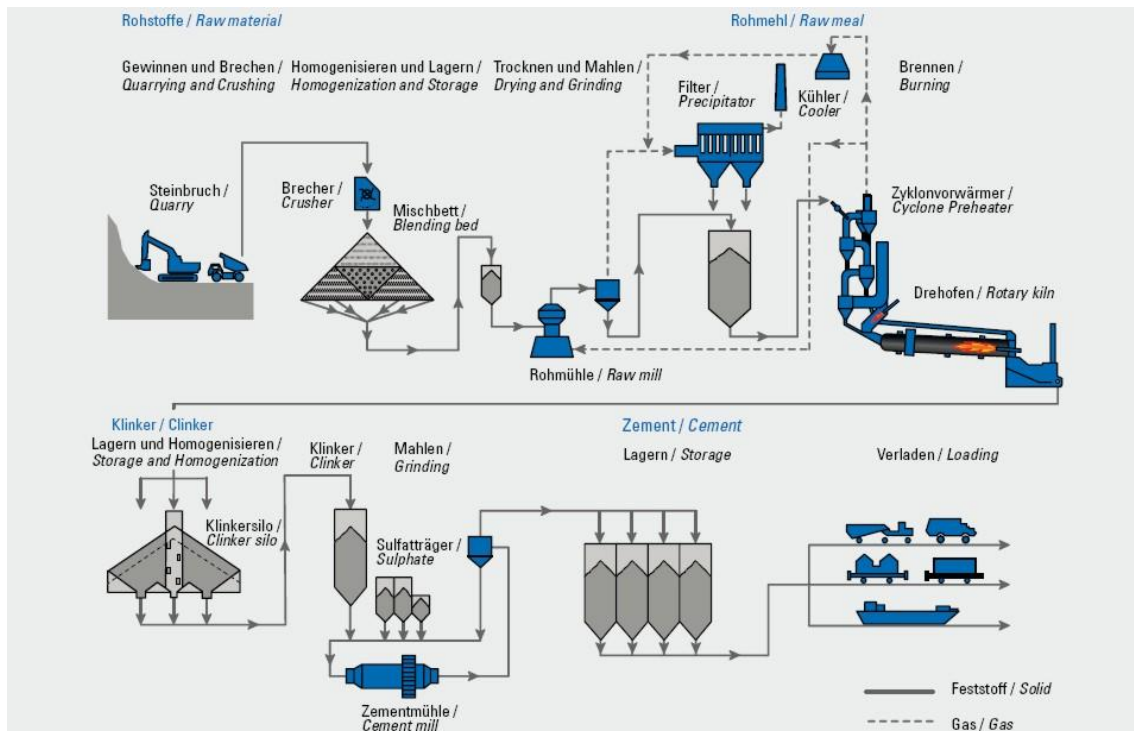 Rohstoffe / Raw material
Rohmehl / Raw meal
Gewinnen und Brechen /
Quarrying and Crushing
Homogenisieren und Lagern /
Homogenization and Storage
Trocknen und Mahlen /
Drying and Grinding
Filter /
Precipitator
Kühler /
Cooler
Brennen /
Burning
Steinbruch /
Quarry
Brecher /
Crusher
Mischbett /
Blending bed
Zyklonvorwärmer /
Cyclone Preheater
Drehofen / Rotary kiln
Rohmühle / Raw mill
Klinker / Clinker
Lagern und Homogenisieren /
Storage and Homogenization
Klinker /
Clinker
Mahlen /
Grinding
Zement / Cement
Lagern / Storage
Verladen / Loading
Klinkersilo /
Clinker silo
Sulfatträger /
Sulphate
Zementmühle /
Cement mill
Feststoff / Solid
Gas / Gas